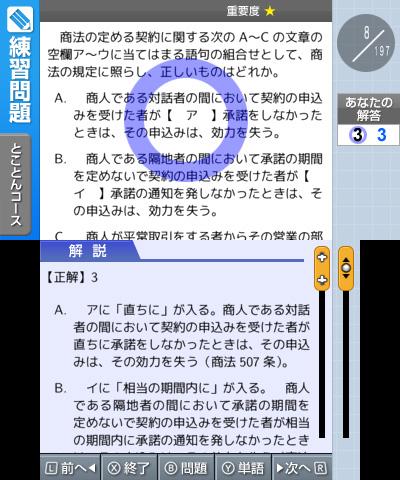 重要度 ★
練習問題
とことんコース
商法の定める契約に関する次の A～C の文章の
空欄ア～ウに当てはまる語句の組合せとして、商
法の規定に照らし、正しいものはどれか。
A. 商人である対話者の間において契約の申込
みを受けた者が【 ア 】承諾をしなかった
ときは、その申込みは、効力を失う。
B. 商人である隔地者の間において承諾の期間
を定めないで契約の申込みを受けた者が【
イ 】承諾の通知を発しなかったときは、そ
の申込みは、効力を失う。
C. 商人が平常取引をする者からその営業の部
8
/197
あなたの
解答
3 3
解 説
【正解】3
A. アに「直ちに」が入る。商人である対話
者の間において契約の申込みを受けた者が
直ちに承諾をしなかったときは、その申込
みは、その効力を失う（商法 507 条）。
B. イに「相当の期間内に」が入る。 商人
である隔地者の間において承諾の期間を
定めないで契約の申込みを受けた者が相当
の期間内に承諾の通知を発しなかったとき
L 前へ X 終了 B 問題 Y 単語 次へ R